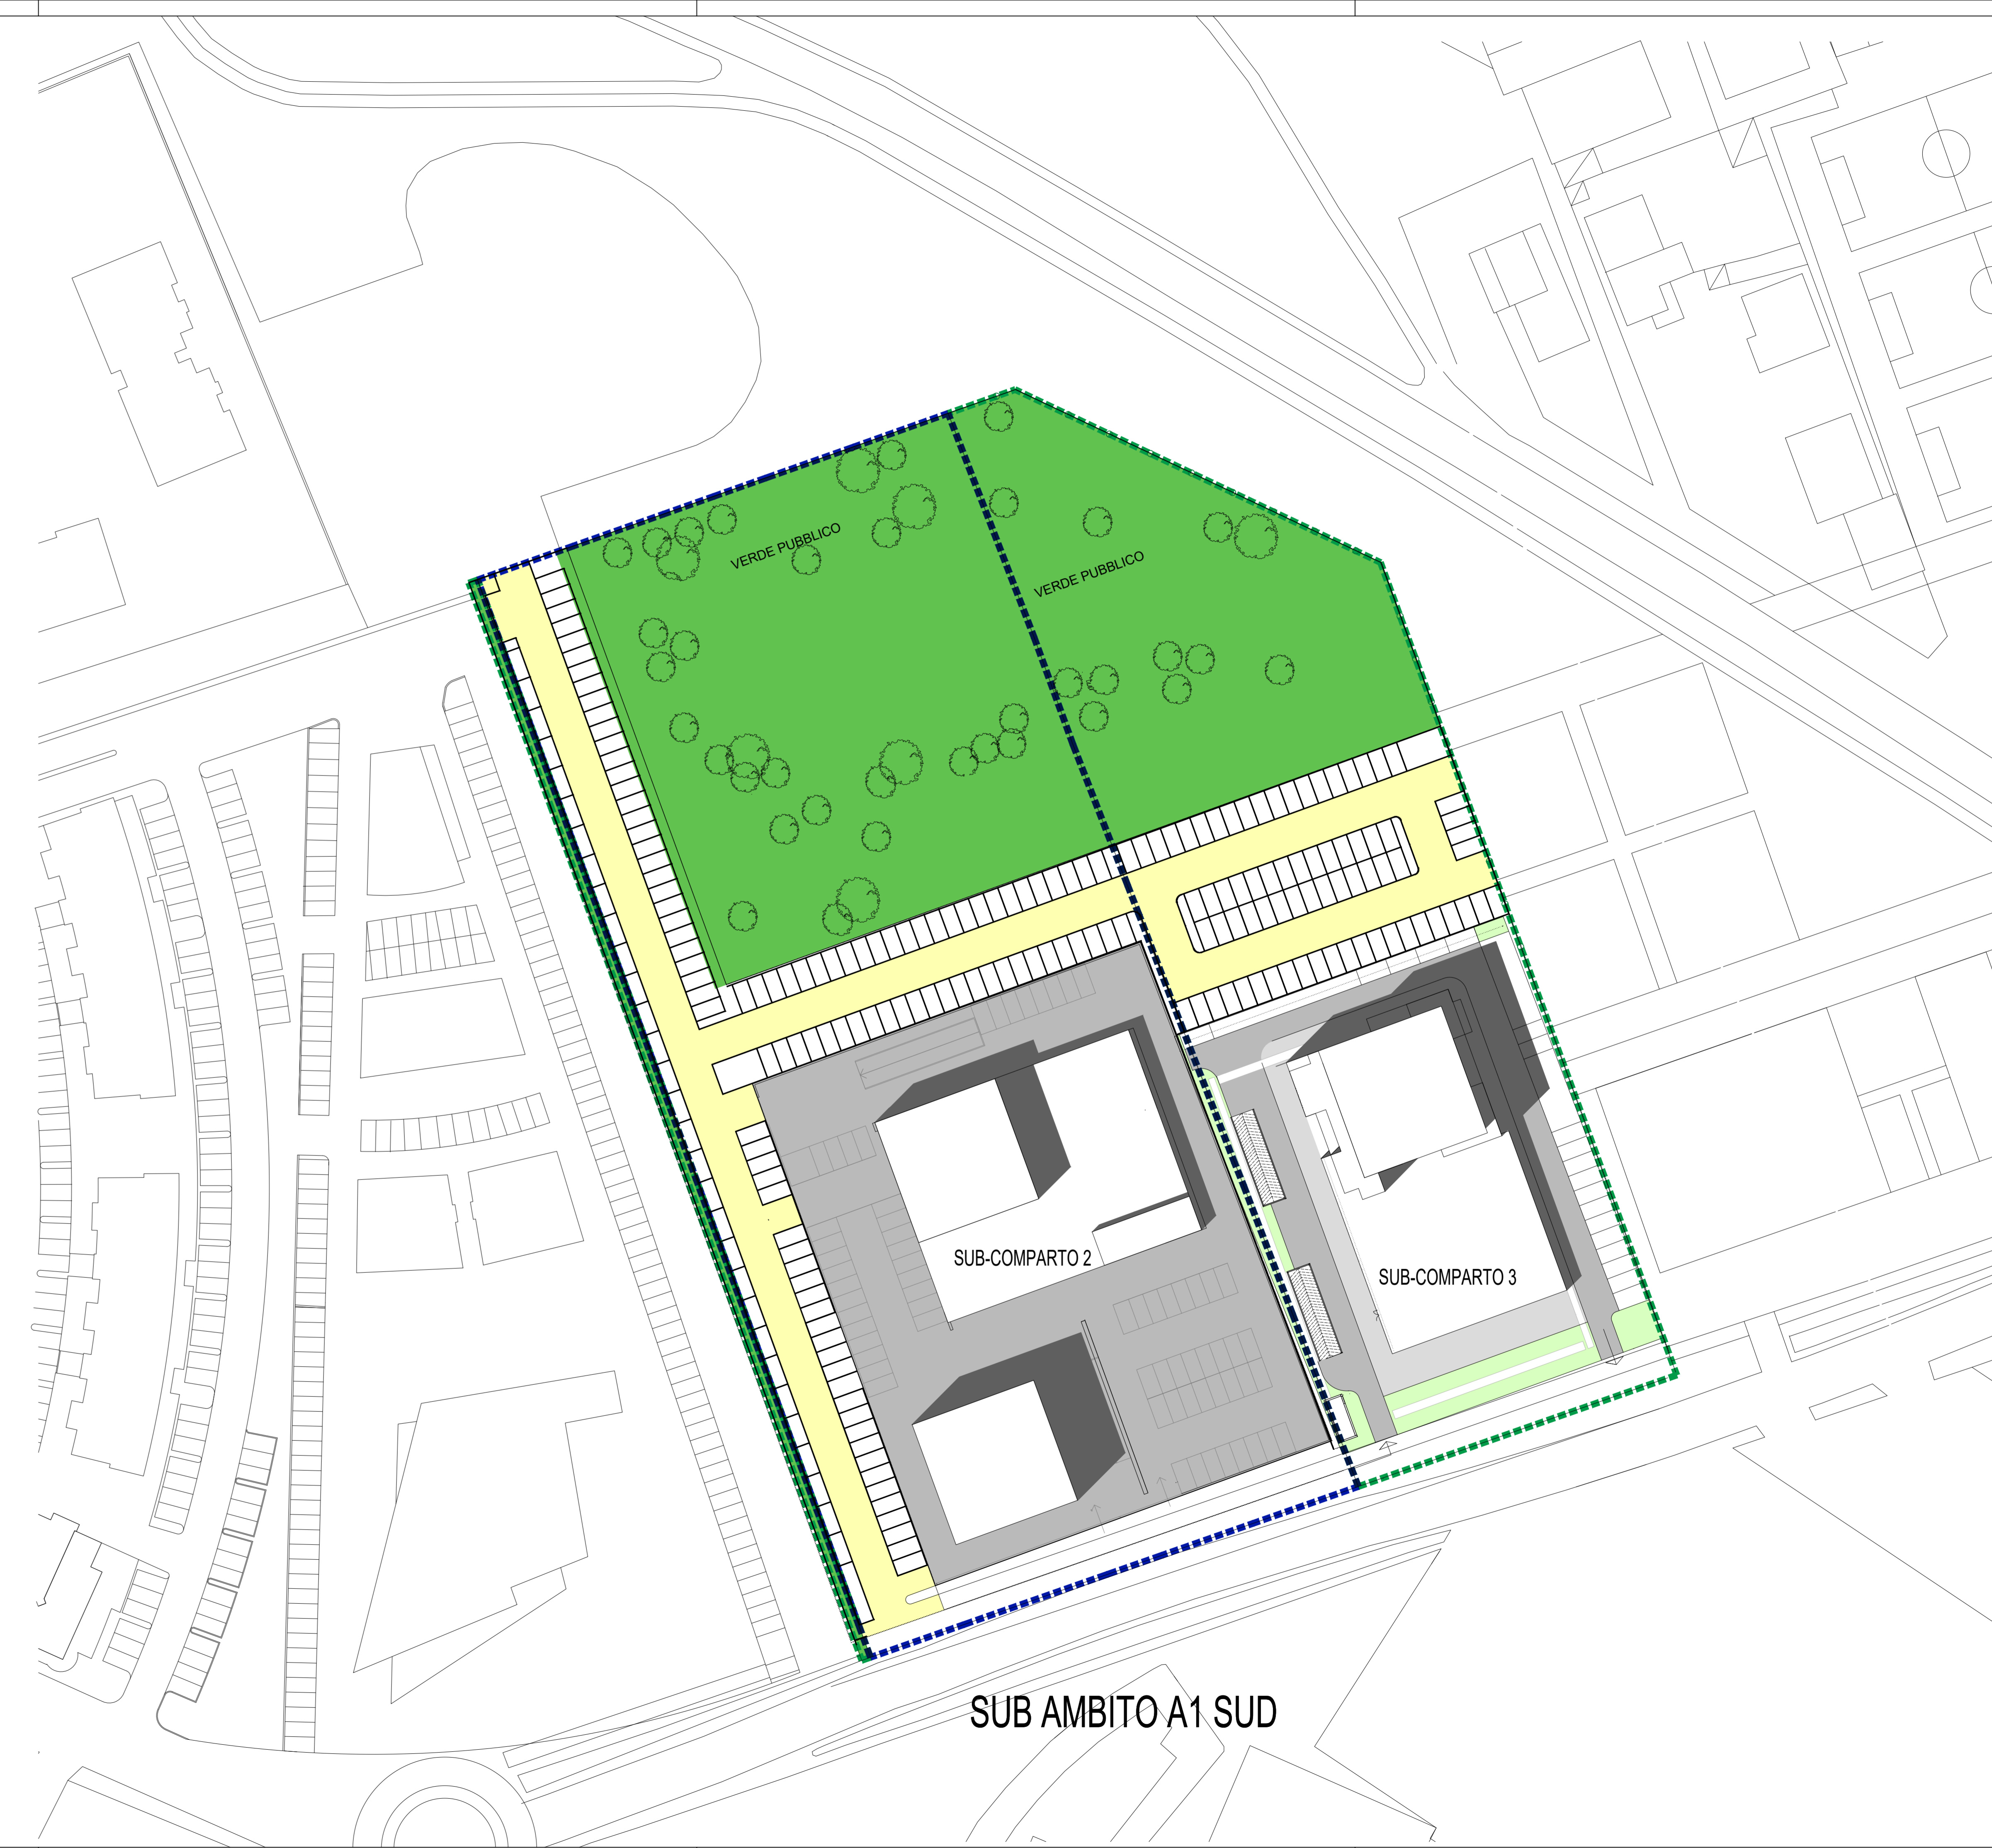 VERDE PUBBLICO
VERDE PUBBLICO
SUB-COMPARTO 2
SUB-COMPARTO 3
SUB AMBITO A1 SUD